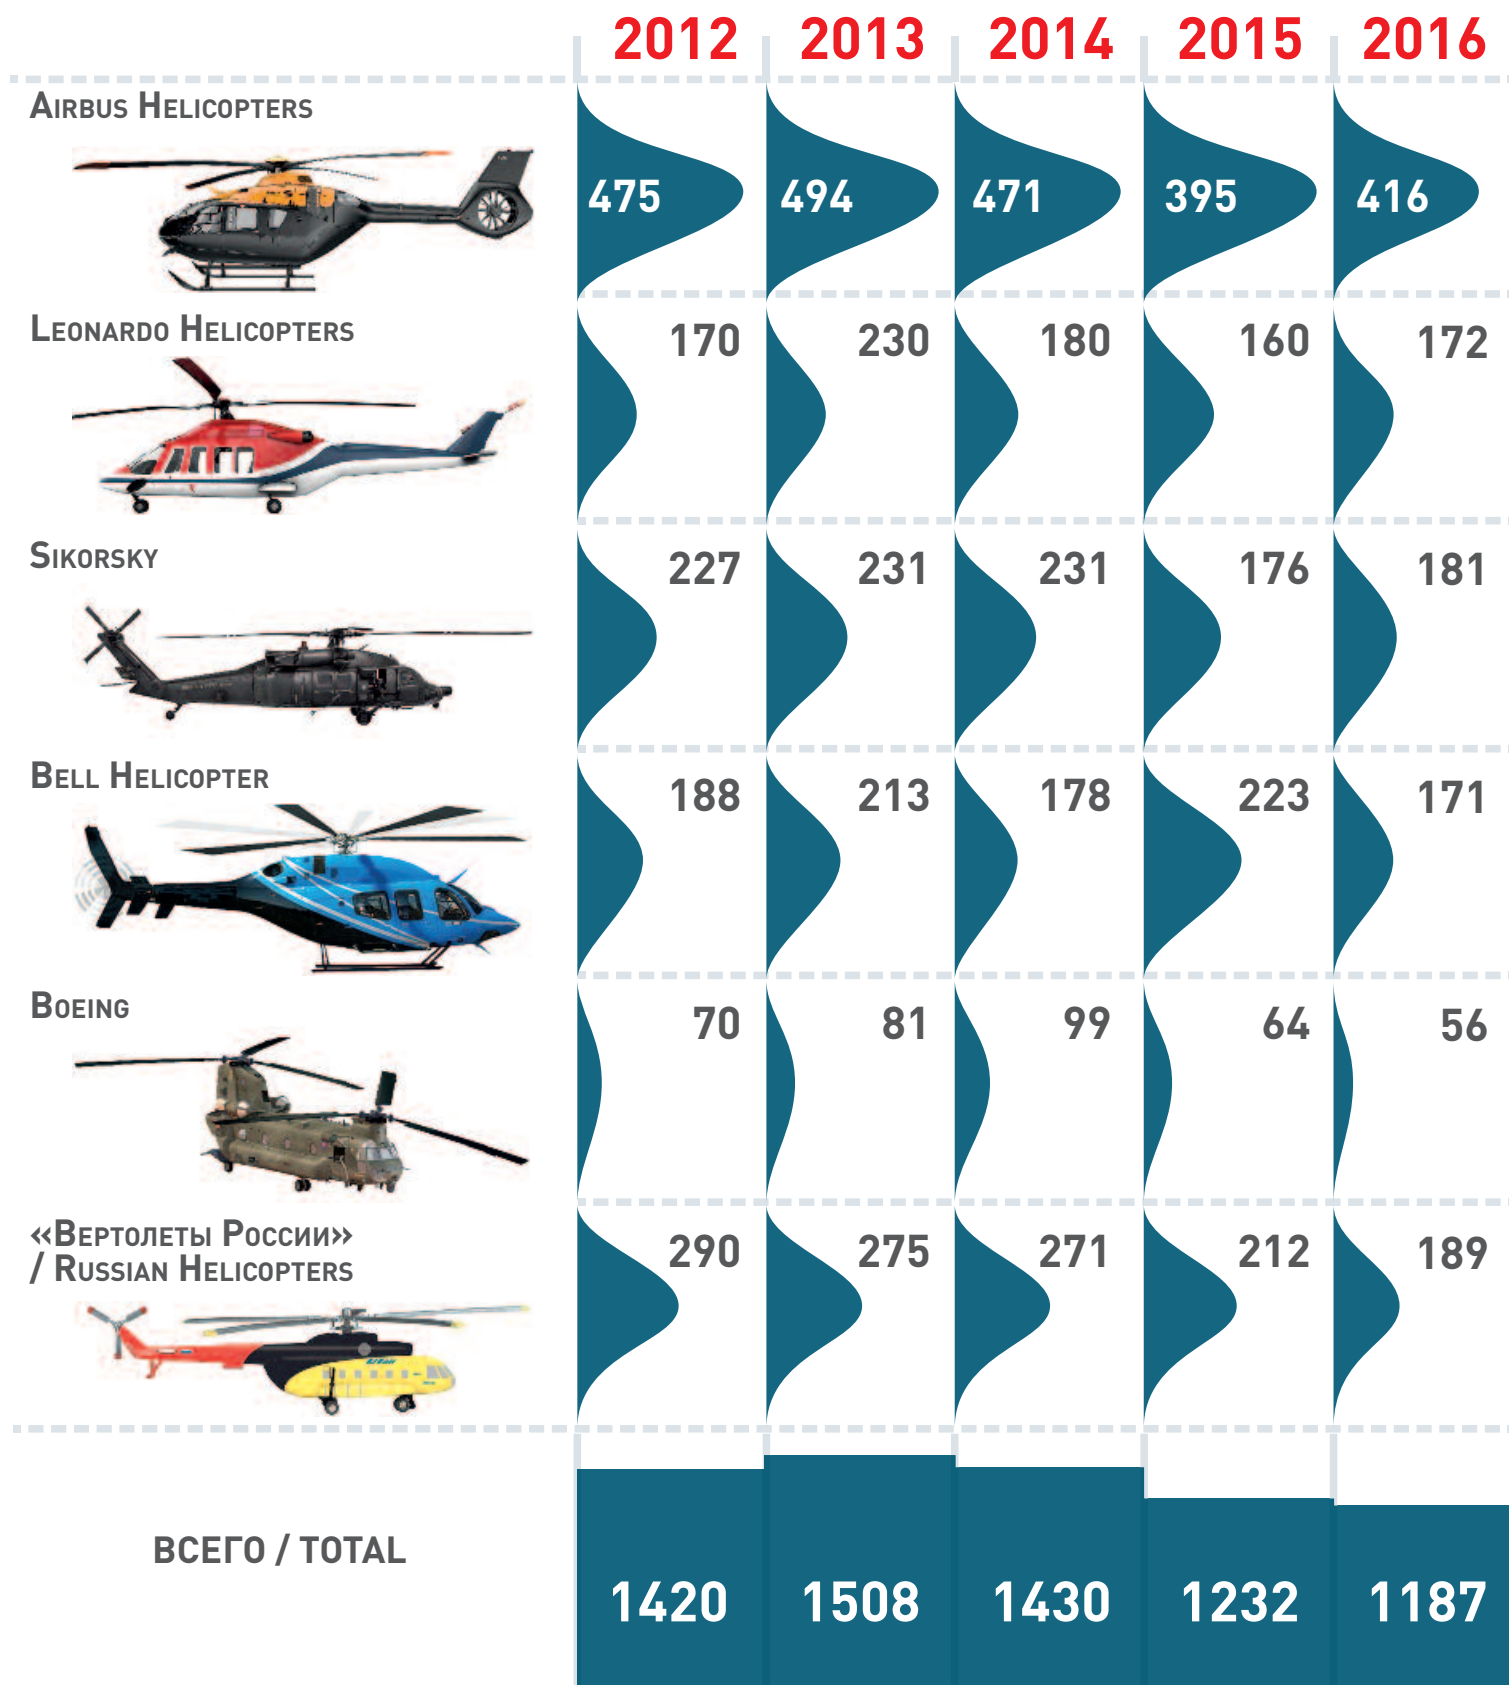 2012 2013 2014 2015 2016
Airbus Helicopters
475 494 471 395 416
Leonardo Helicopters
170 230 180 160 172
Sikorsky
227 231 231 176 181
Bell Helicopter
188 213 178 223 171
Boeing
70 81 99 64 56
«Вертолеты России»
/ Russian Helicopters
290 275 271 212 189
ВСЕГО / TOTAL
1420 1508 1430 1232 1187